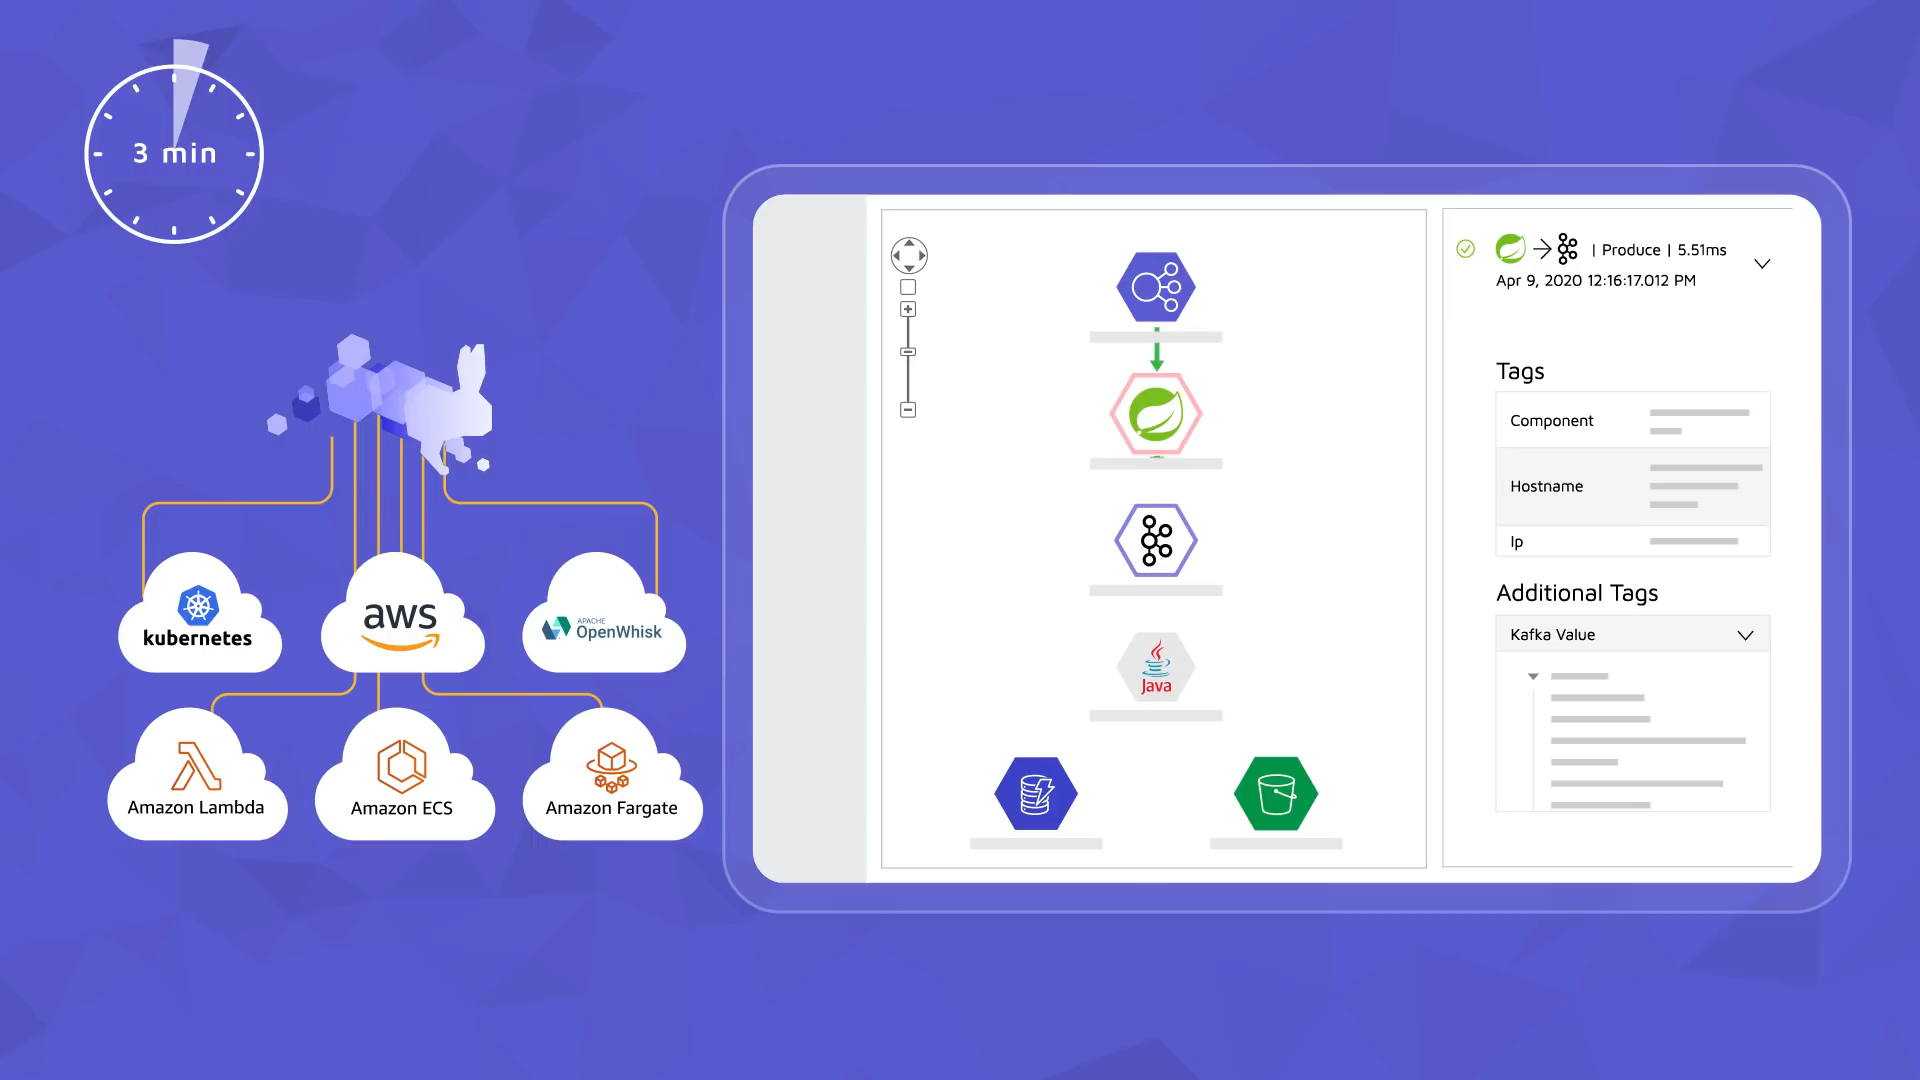 3 min
kubernetes
aws
APACHE
OpenWhisk
Amazon Lambda
Amazon ECS
Amazon Fargate
Java
| Produce | 5.51ms
Apr 9, 2020 12:16:17.012 PM
Tags
Component
Hostname
Ip
Additional Tags
Kafka Value